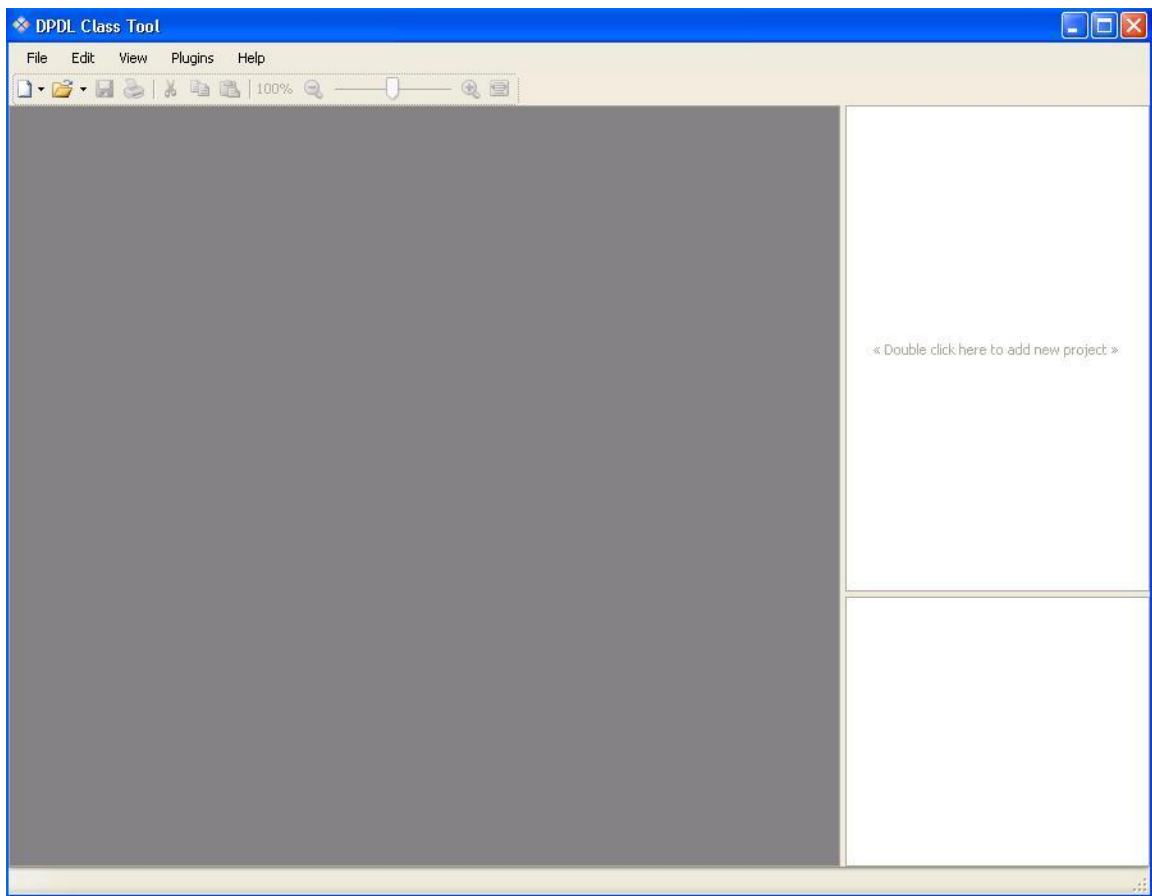 DPDL Class Tool
File Edit View Plugins Help
100%
« Double click here to add new project »